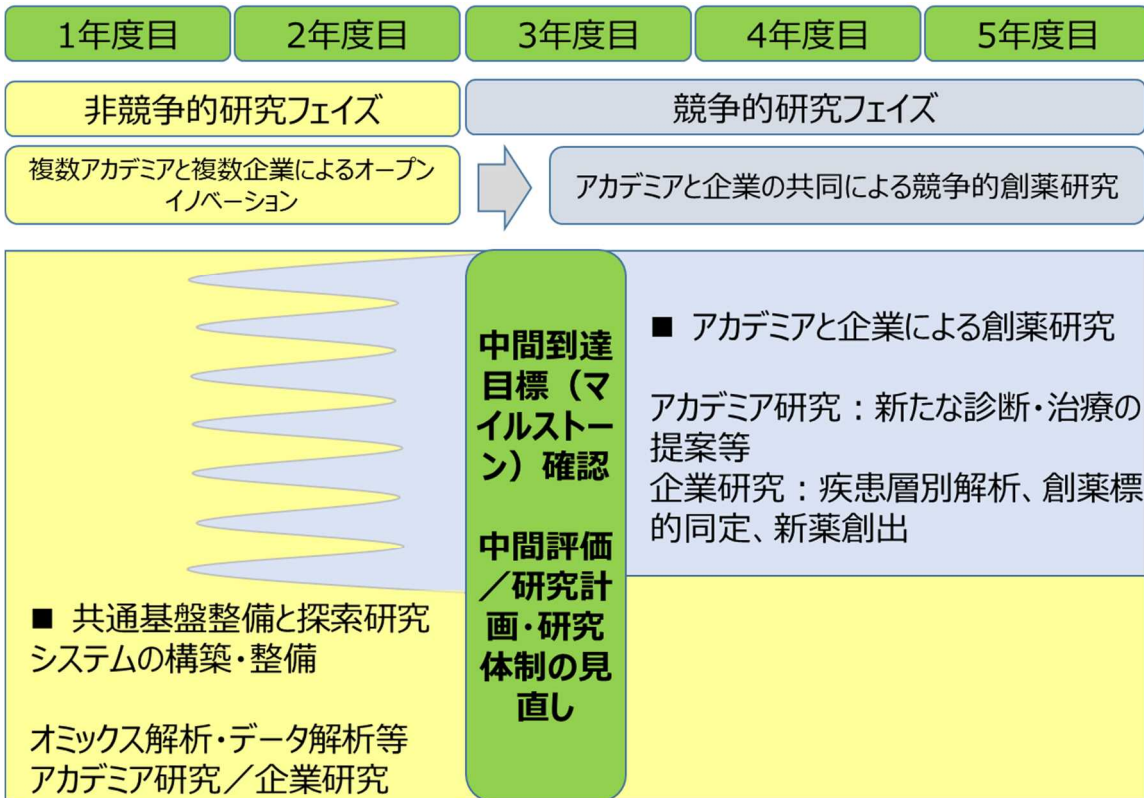 1年度目
2年度目
3年度目
4年度目
5年度目
非競争的研究フェイズ
競争的研究フェイズ
複数アカデミアと複数企業によるオープン
イノベーション
アカデミアと企業の共同による競争的創薬研究
中間到達
目標（マ
イルストー
ン）確認
中間評価
／研究計
画・研究
体制の見
直し
■ アカデミアと企業による創薬研究
アカデミア研究：新たな診断・治療の
提案等
企業研究：疾患層別解析、創薬標
的同定、新薬創出
■ 共通基盤整備と探索研究
システムの構築・整備
オミックス解析・データ解析等
アカデミア研究／企業研究